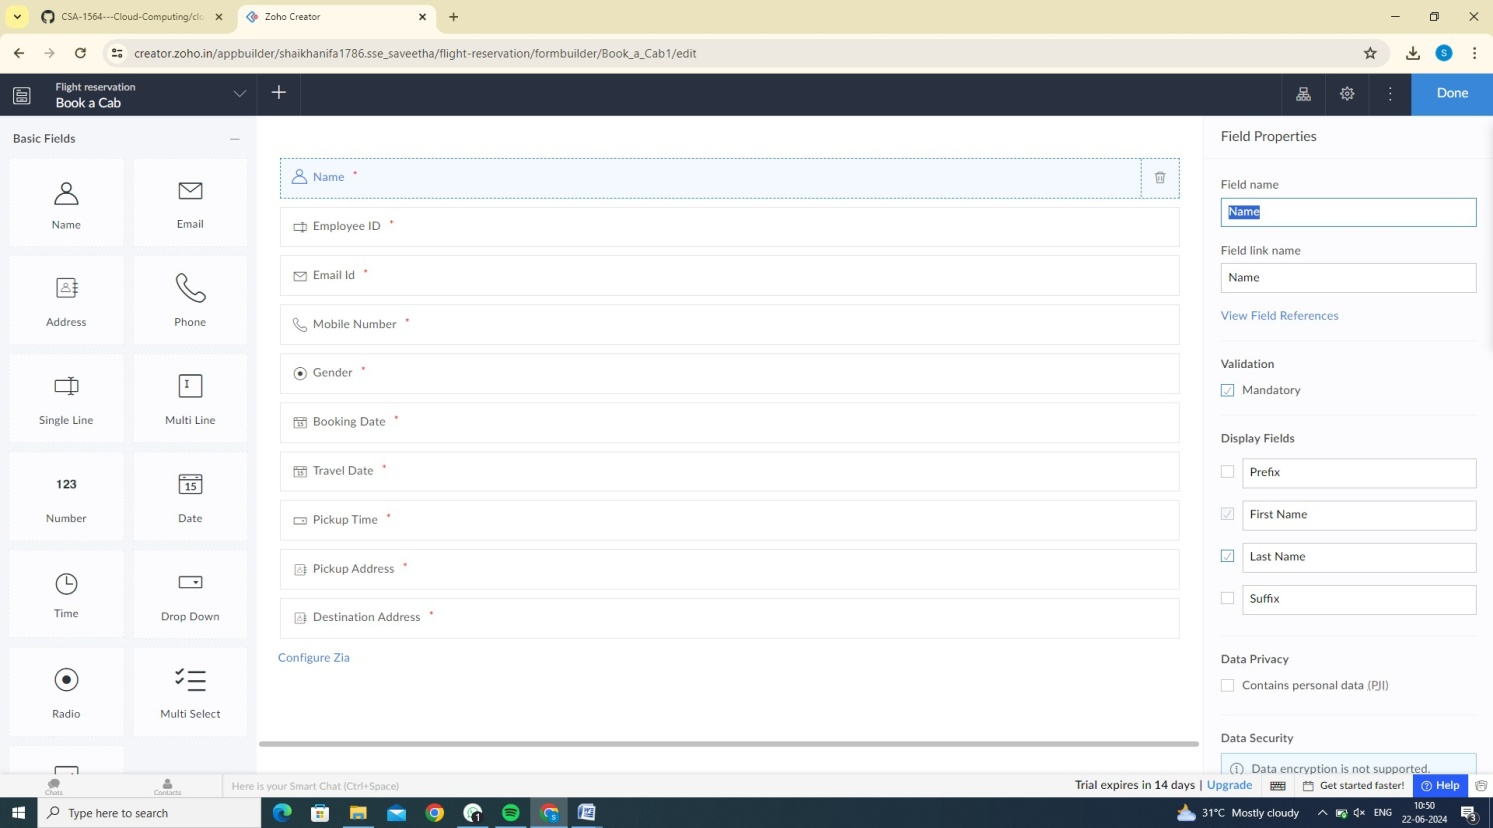 CSA-1564---Cloud-Computing/clo
Zoho Creator
creator.zoho.in/appbuilder/shaikhanifa1786.sse_saveetha/flight-reservation/formbuilder/Book_a_Cab1/edit
S
Flight reservation
Book a Cab
Done
Basic Fields
Name
Email
Address
Phone
Single Line
Multi Line
123
Number
15
Date
Time
Drop Down
Radio
Multi Select
Name *
Employee ID *
Email Id *
Mobile Number *
Gender *
Booking Date *
Travel Date *
Pickup Time *
Pickup Address *
Destination Address *
Configure Zia
Field Properties
Field name
Name
Field link name
Name
View Field References
Validation
Mandatory
Display Fields
Prefix
First Name
Last Name
Suffix
Data Privacy
Contains personal data (PII)
Data Security
Data encryption is not supported.
Chats
Contacts
Here is your Smart Chat (Ctrl+Space)
Trial expires in 14 days | Upgrade
Get started faster!
Help
Type here to search
31°C Mostly cloudy
ENG
10:50
22-06-2024
3